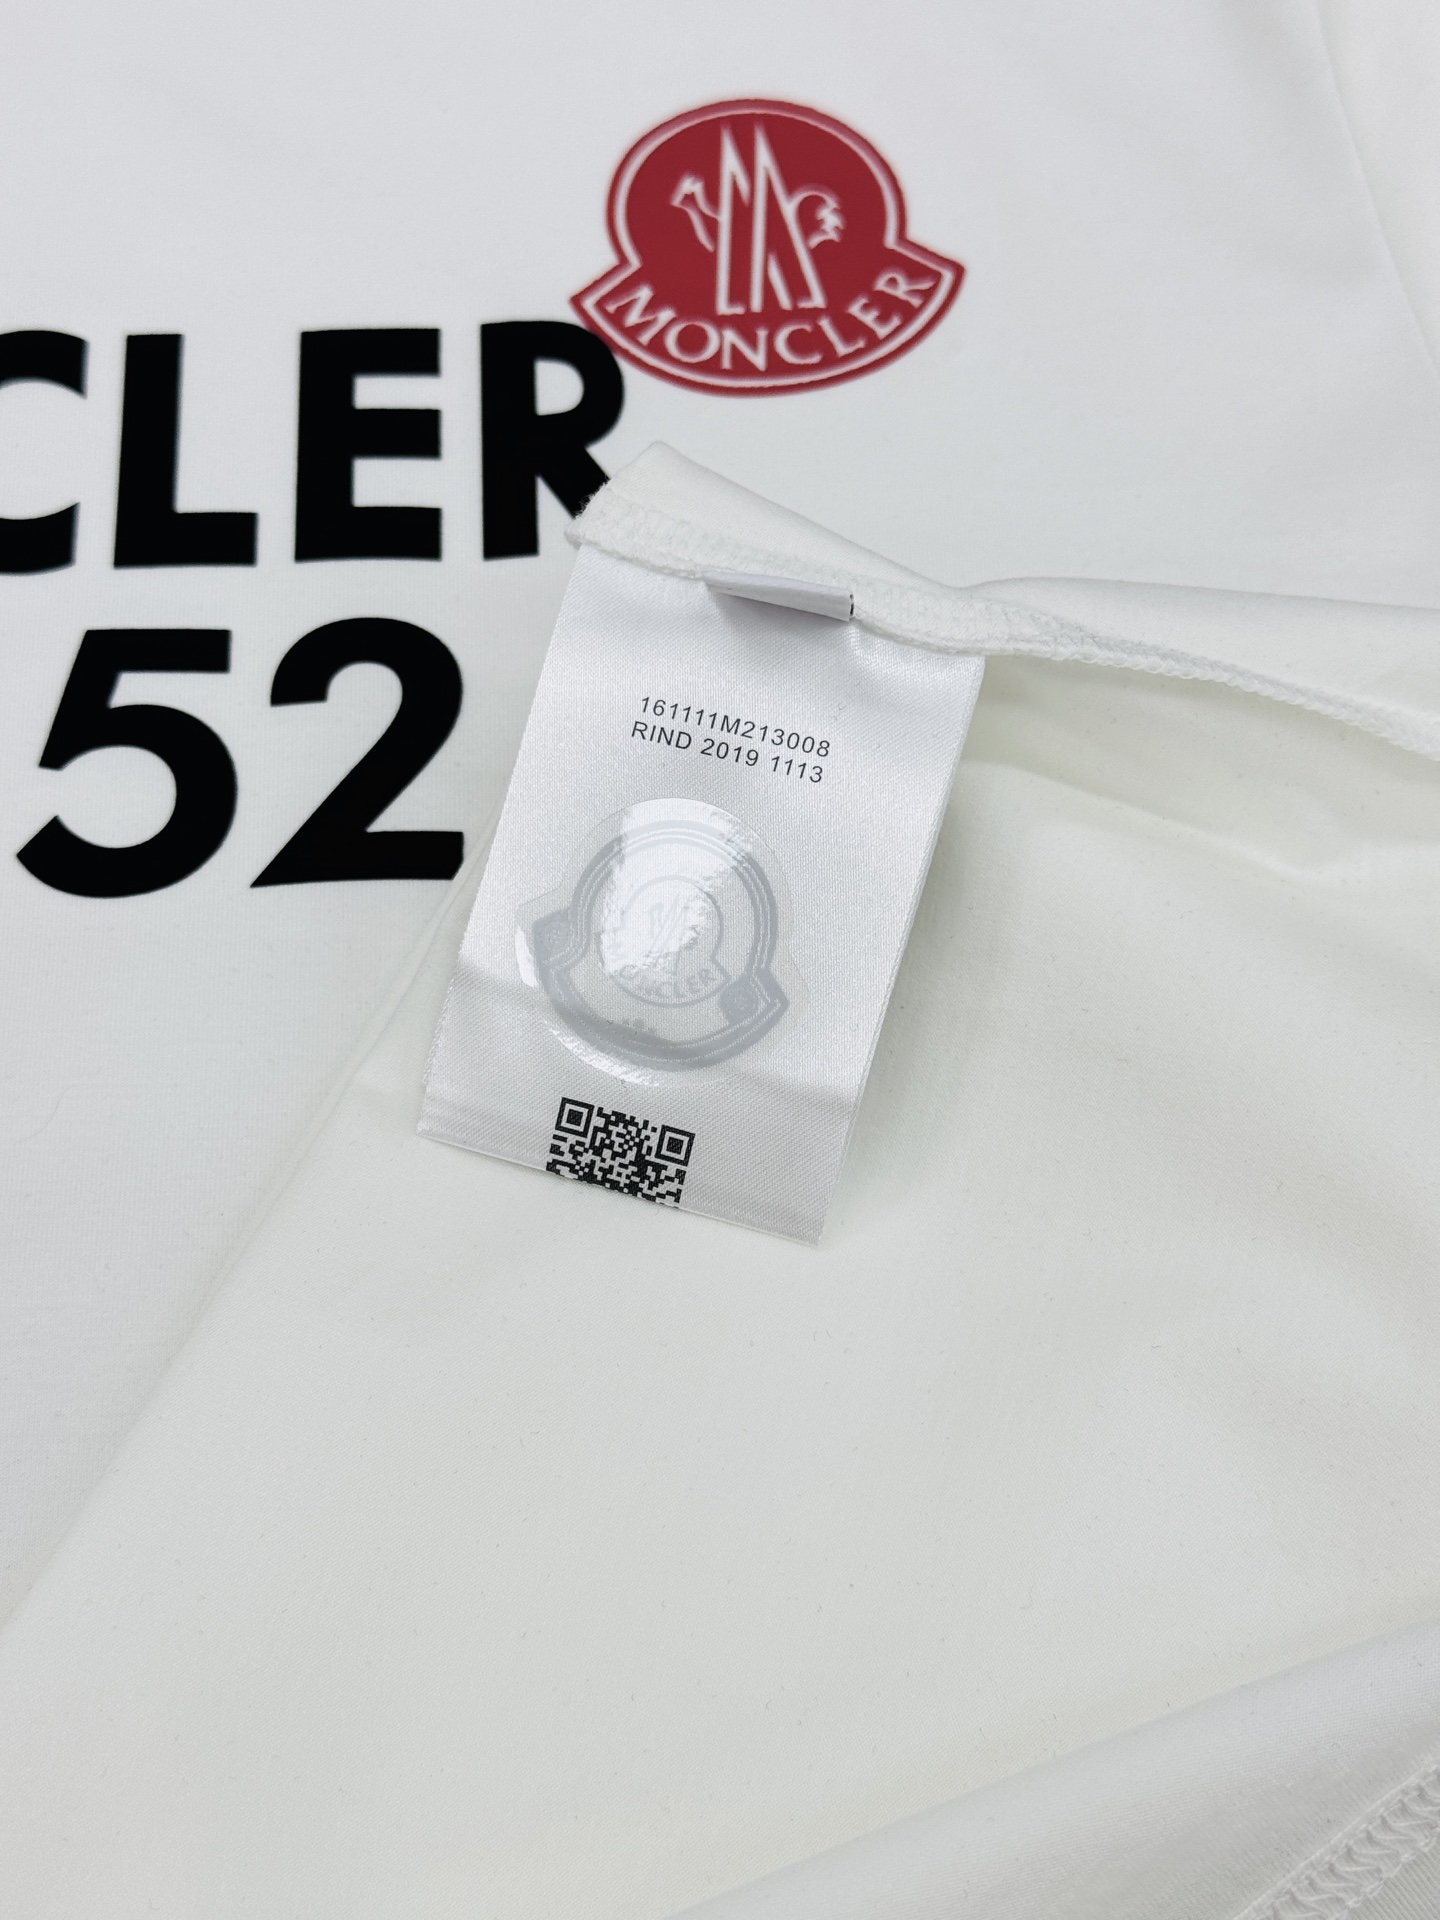 MONCLER
CLER
52
161111M213008
RIND 2019 1113
MONCLER